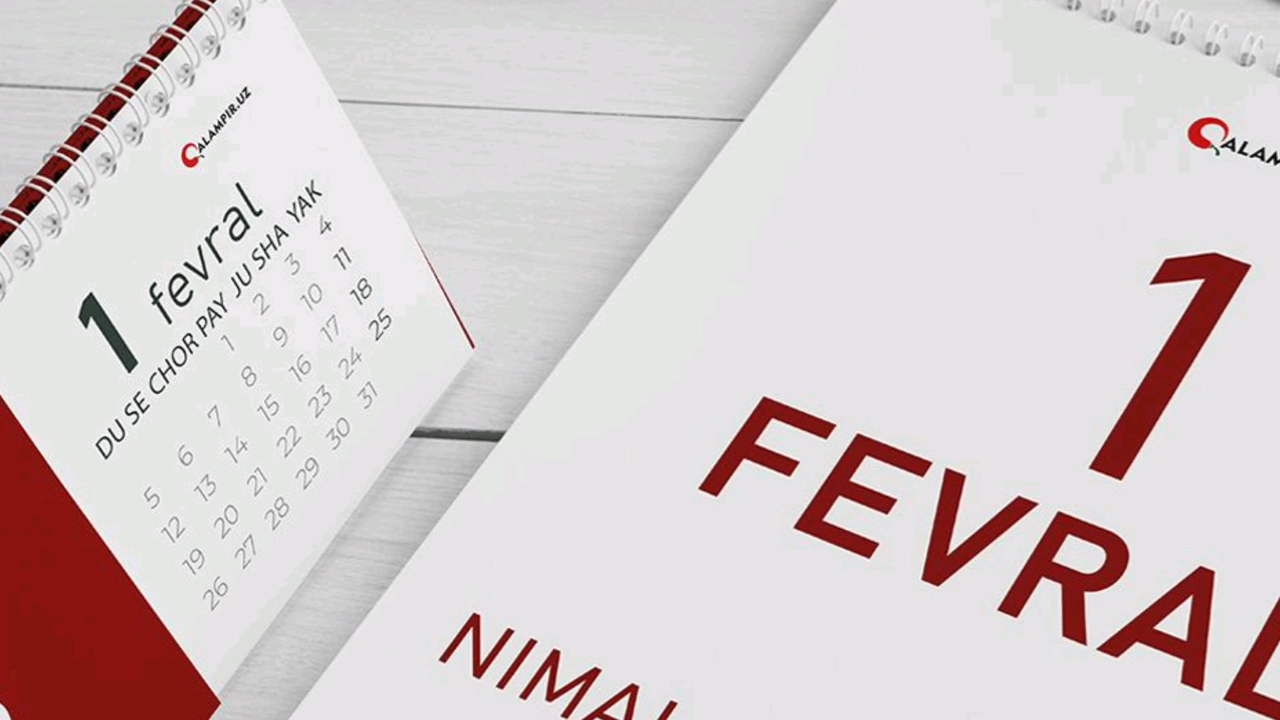 QALAMPIR.UZ
1 fevral
DU SE CHOR PAY JU SHA YAK
1 2 3 4
5 6 7 8 9 10 11
12 13 14 15 16 17 18
19 20 21 22 23 24 25
26 27 28 29 30 31
1
FEVRAL